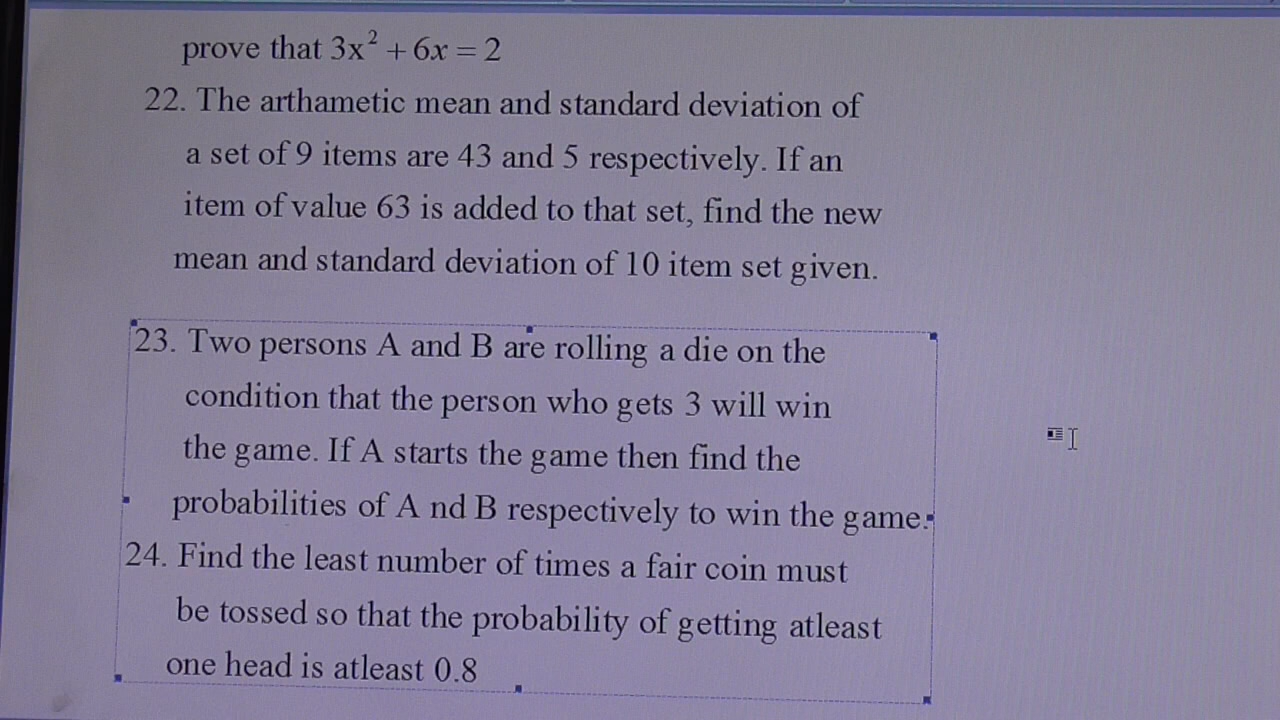 prove that 3x² + 6x = 2
22. The arthametic mean and standard deviation of
a set of 9 items are 43 and 5 respectively. If an
item of value 63 is added to that set, find the new
mean and standard deviation of 10 item set given.
23. Two persons A and B are rolling a die on the
condition that the person who gets 3 will win
the game. If A starts the game then find the
probabilities of A nd B respectively to win the game.
24. Find the least number of times a fair coin must
be tossed so that the probability of getting atleast
one head is atleast 0.8